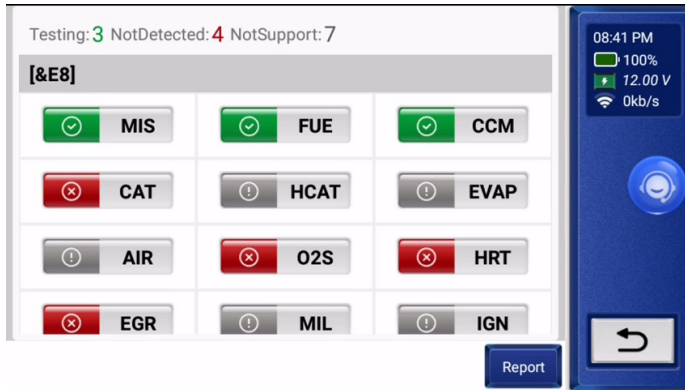 Testing: 3 NotDetected: 4 NotSupport: 7
[&E8]
MIS FUE CCM
CAT HCAT EVAP
AIR O2S HRT
EGR MIL IGN
Report
08:41 PM
100%
12.00 V
0kb/s